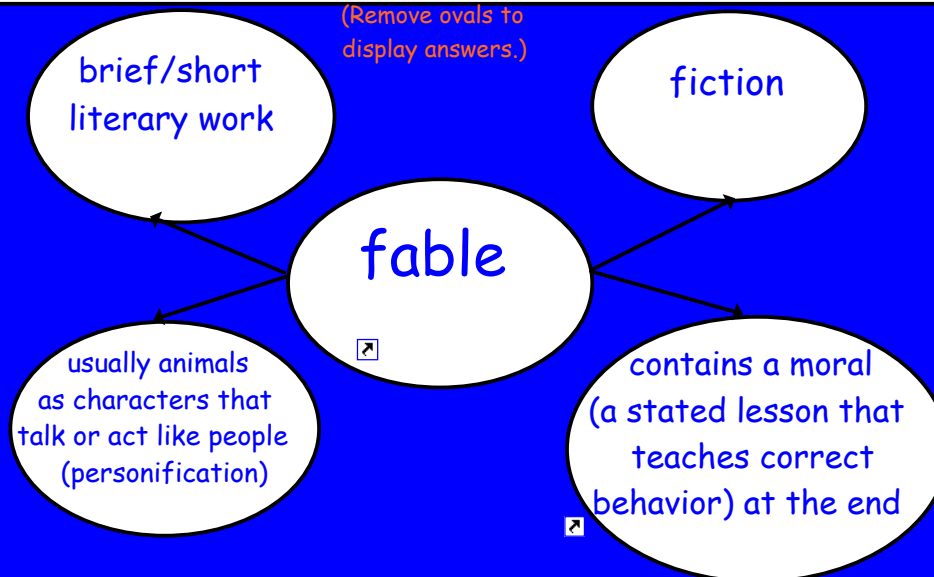 (Remove ovals to
display answers.)
brief/short
literary work
fiction
fable
usually animals
as characters that
talk or act like people
(personification)
contains a moral
(a stated lesson that
teaches correct
behavior) at the end